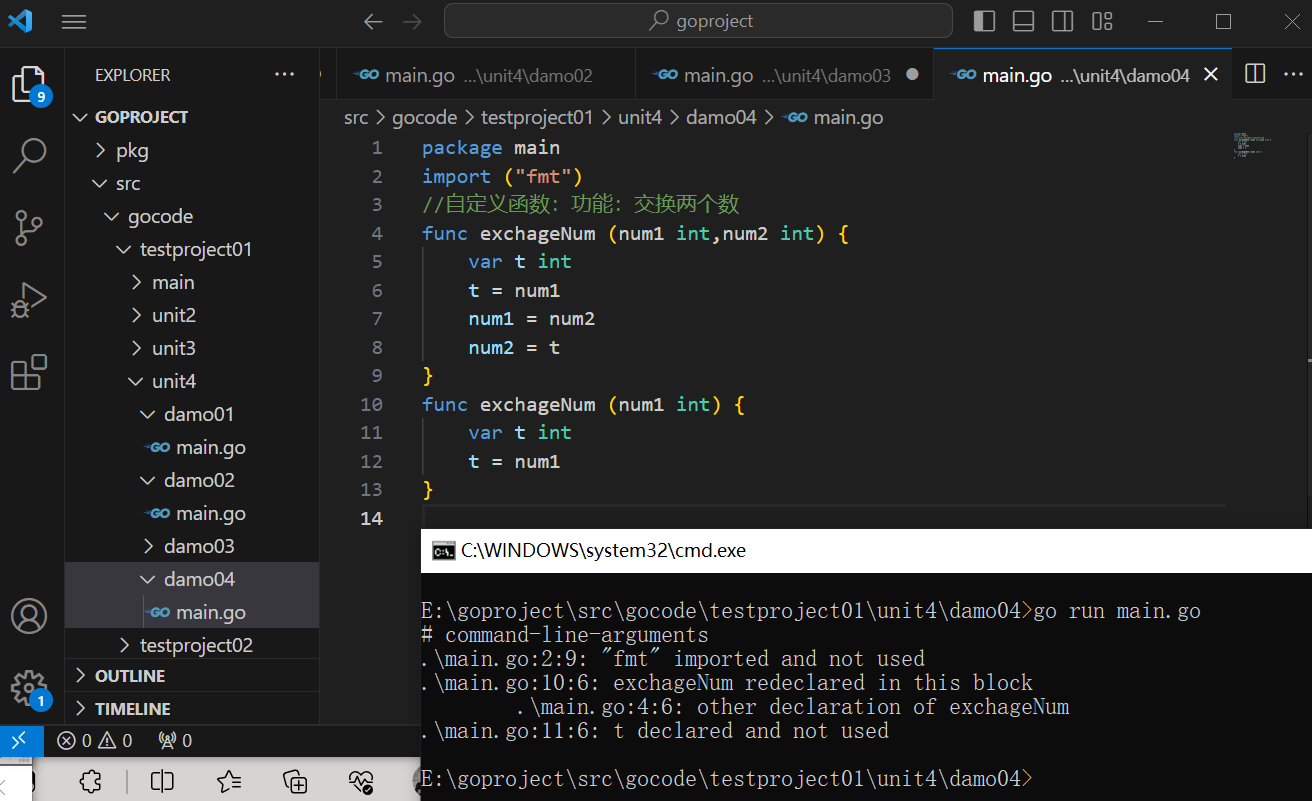 goproject
EXPLORER
GOPROJECT
pkg
src
gocode
testproject01
main
unit2
unit3
unit4
damo01
GO main.go
damo02
GO main.go
damo03
damo04
GO main.go
testproject02
OUTLINE
TIMELINE
9
1
0 0 0
GO main.go ...\unit4\damo02
GO main.go ...\unit4\damo03
GO main.go ...\unit4\damo04
src > gocode > testproject01 > unit4 > damo04 > GO main.go
1 package main
2 import ("fmt")
3 //自定义函数：功能：交换两个数
4 func exchageNum (num1 int,num2 int) {
5 var t int
6 t = num1
7 num1 = num2
8 num2 = t
9 }
10 func exchageNum (num1 int) {
11 var t int
12 t = num1
13 }
14
C:\WINDOWS\system32\cmd.exe
E:\goproject\src\gocode\testproject01\unit4\damo04>go run main.go
# command-line-arguments
.\main.go:2:9: "fmt" imported and not used
.\main.go:10:6: exchageNum redeclared in this block
.\main.go:4:6: other declaration of exchageNum
.\main.go:11:6: t declared and not used
E:\goproject\src\gocode\testproject01\unit4\damo04>